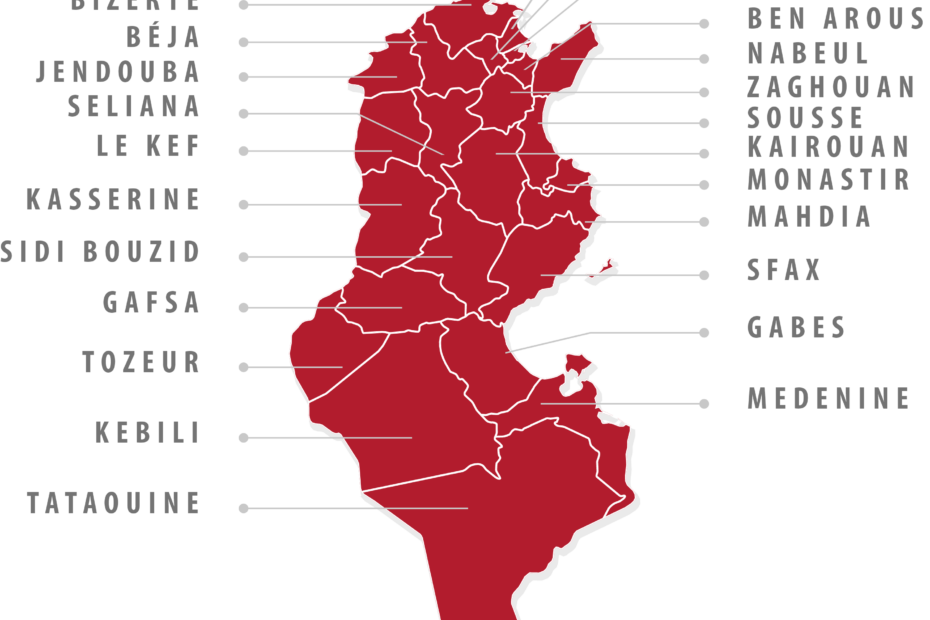 BIZERTE
BÉJA
JENDOUBA
SELIANA
LE KEF
KASSERINE
SIDI BOUZID
GAFSA
TOZEUR
KEBILI
TATAOUINE
BEN AROUS
NABEUL
ZAGHOUAN
SOUSSE
KAIROUAN
MONASTIR
MAHDIA
SFAX
GABES
MEDENINE